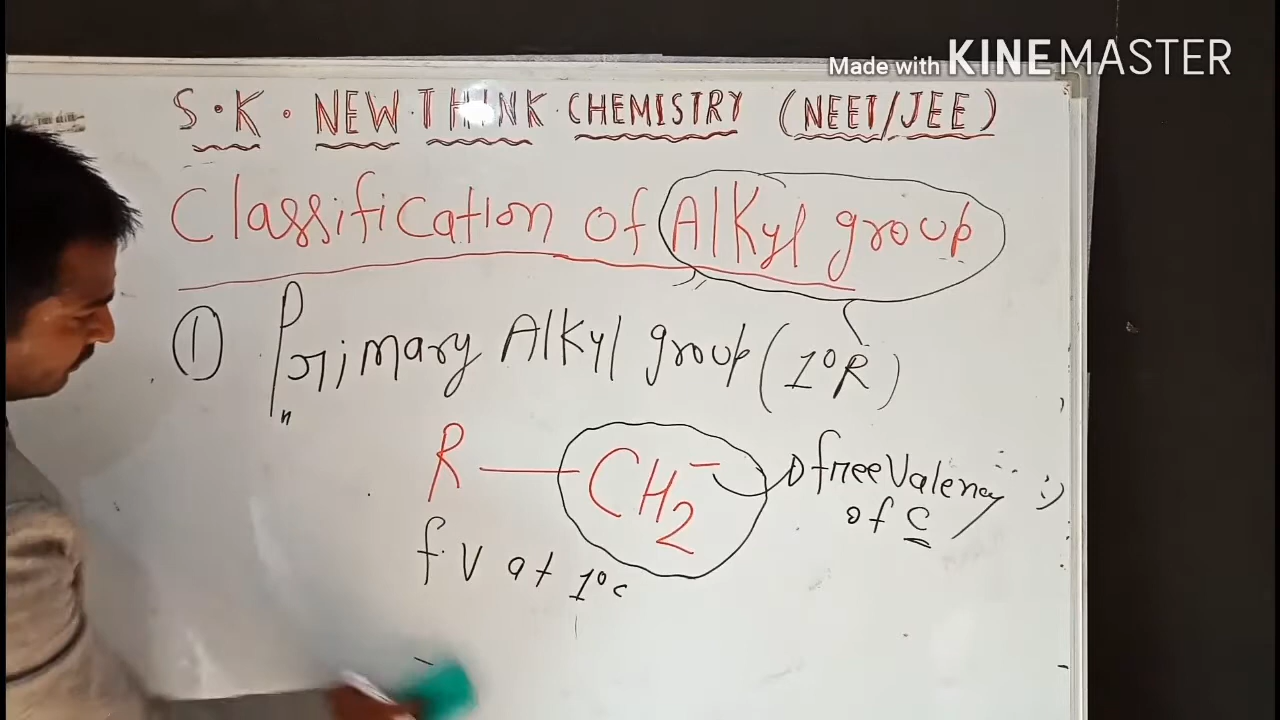 Made with KINEMASTER
S.K. NEW THINK CHEMISTRY (NEET/JEE)
Classification of Alkyl group
① Primary Alkyl group (1°R)
R — CH2 – free Valency
of C
f.V at 1°c